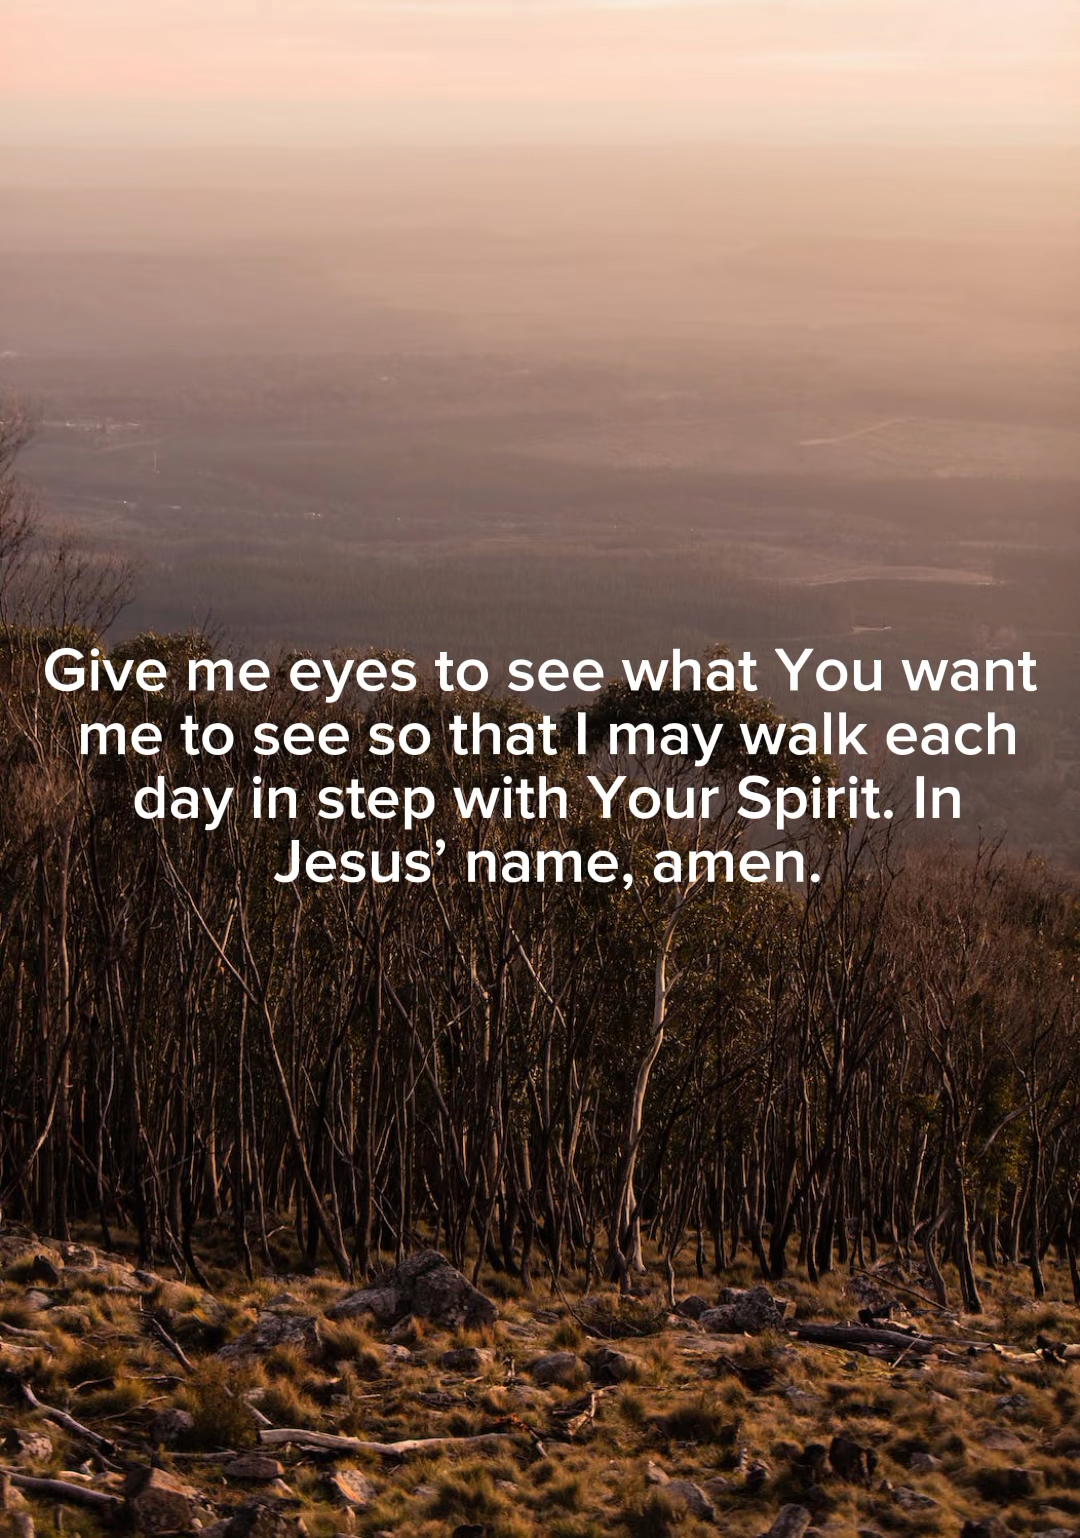 Give me eyes to see what You want
me to see so that I may walk each
day in step with Your Spirit. In
Jesus’ name, amen.